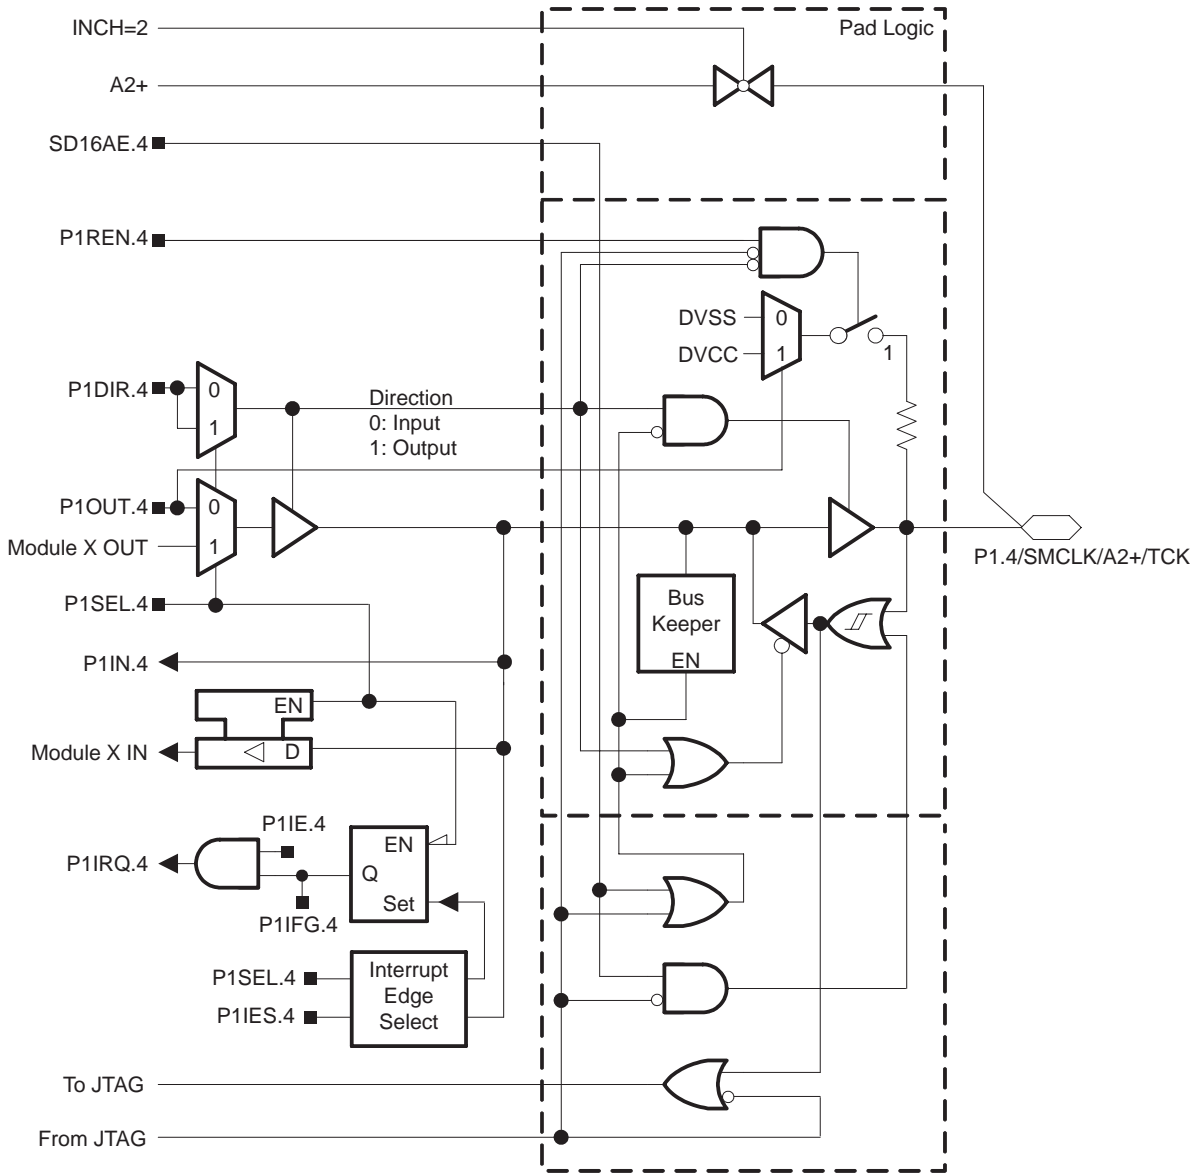 INCH=2
Pad Logic
A2+
SD16AE.4
P1REN.4
DVSS
0
DVCC
1
1
P1DIR.4
0
1
Direction
0: Input
1: Output
P1OUT.4
0
Module X OUT
1
P1.4/SMCLK/A2+/TCK
P1SEL.4
Bus
Keeper
EN
P1IN.4
EN
Module X IN
D
P1IE.4
EN
P1IRQ.4
Q
Set
P1IFG.4
P1SEL.4
P1IES.4
Interrupt
Edge
Select
To JTAG
From JTAG